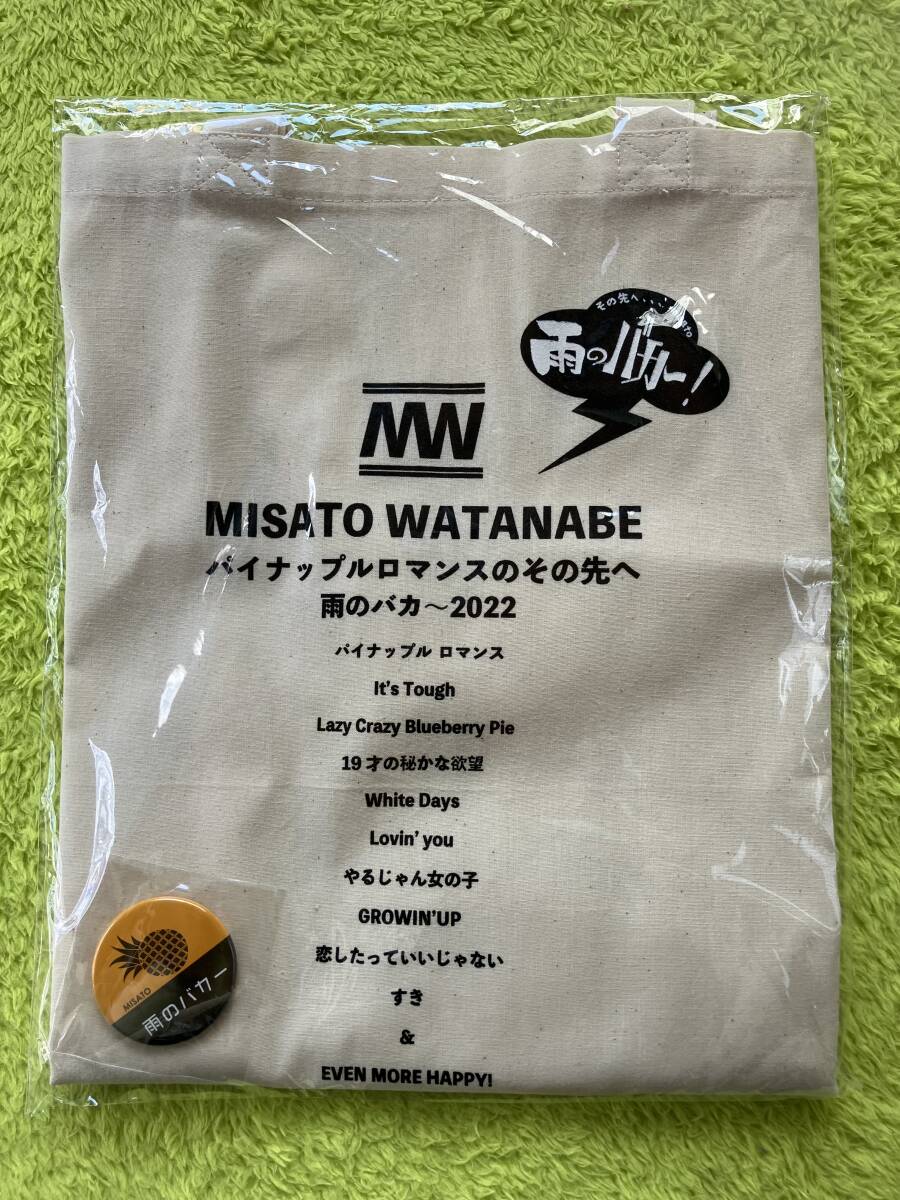 その先へ
雨のバカー!
MW
MISATO WATANABE
パイナップルロマンスのその先へ
雨のバカ〜2022
パイナップル ロマンス
It's Tough
Lazy Crazy Blueberry Pie
19才の秘かな欲望
White Days
Lovin' you
やるじゃん女の子
GROWIN'UP
恋したっていいじゃない
すき
&
EVEN MORE HAPPY!
MISATO
雨のバカー